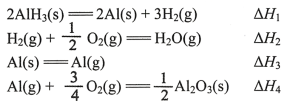 2AlH₃(s)══2Al(s) + 3H₂(g) ΔH₁
H₂(g) + 1/2 O₂(g)══H₂O(g) ΔH₂
Al(s)══Al(g) ΔH₃
Al(g) + 3/4 O₂(g)══1/2 Al₂O₃(s) ΔH₄